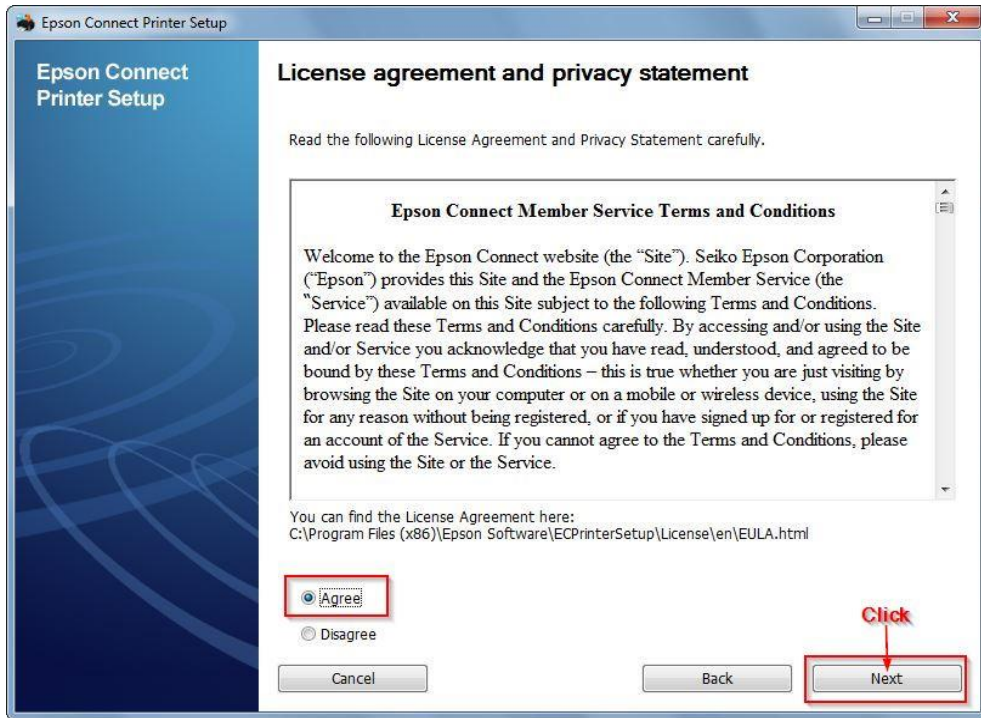 Epson Connect Printer Setup
Epson Connect
Printer Setup
License agreement and privacy statement
Read the following License Agreement and Privacy Statement carefully.
Epson Connect Member Service Terms and Conditions
Welcome to the Epson Connect website (the “Site”). Seiko Epson Corporation
(“Epson”) provides this Site and the Epson Connect Member Service (the
‟Service”) available on this Site subject to the following Terms and Conditions.
Please read these Terms and Conditions carefully. By accessing and/or using the Site
and/or Service you acknowledge that you have read, understood, and agreed to be
bound by these Terms and Conditions – this is true whether you are just visiting by
browsing the Site on your computer or on a mobile or wireless device, using the Site
for any reason without being registered, or if you have signed up for or registered for
an account of the Service. If you cannot agree to the Terms and Conditions, please
avoid using the Site or the Service.
You can find the License Agreement here:
C:\Program Files (x86)\Epson Software\ECPrinterSetup\License\en\EULA.html
Agree
Disagree
Click
Cancel
Back
Next